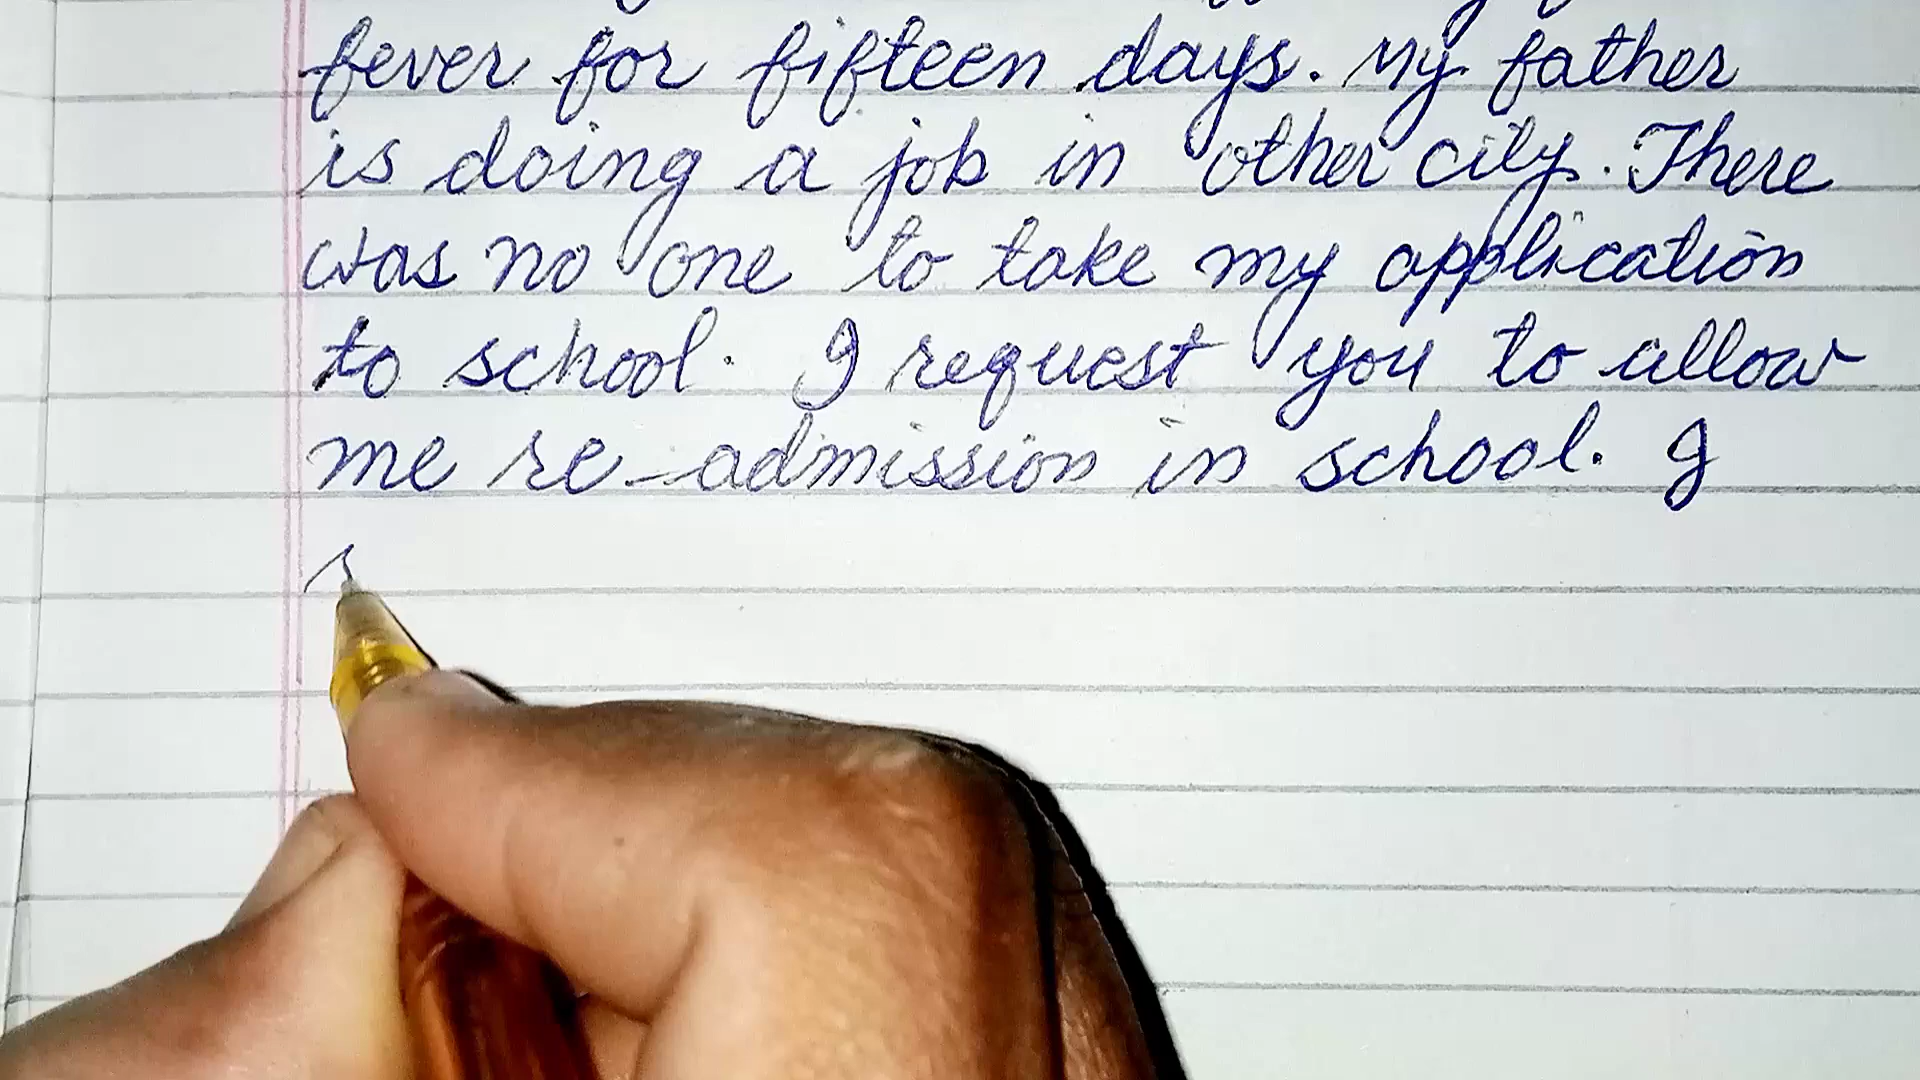 fever for fifteen days. My father
is doing a job in other city. There
was no one to take my application
to school. I request you to allow
me re-admission in school. I